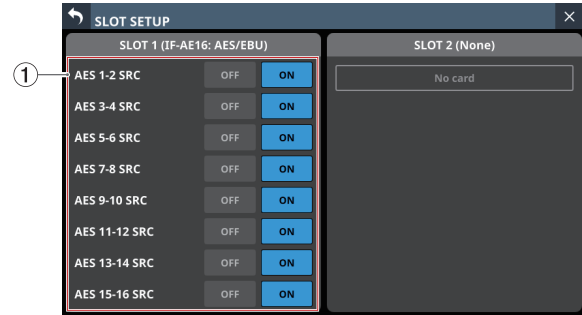 SLOT SETUP
SLOT 1 (IF-AE16: AES/EBU)
SLOT 2 (None)
1
AES 1-2 SRC OFF ON
No card
AES 3-4 SRC OFF ON
AES 5-6 SRC OFF ON
AES 7-8 SRC OFF ON
AES 9-10 SRC OFF ON
AES 11-12 SRC OFF ON
AES 13-14 SRC OFF ON
AES 15-16 SRC OFF ON